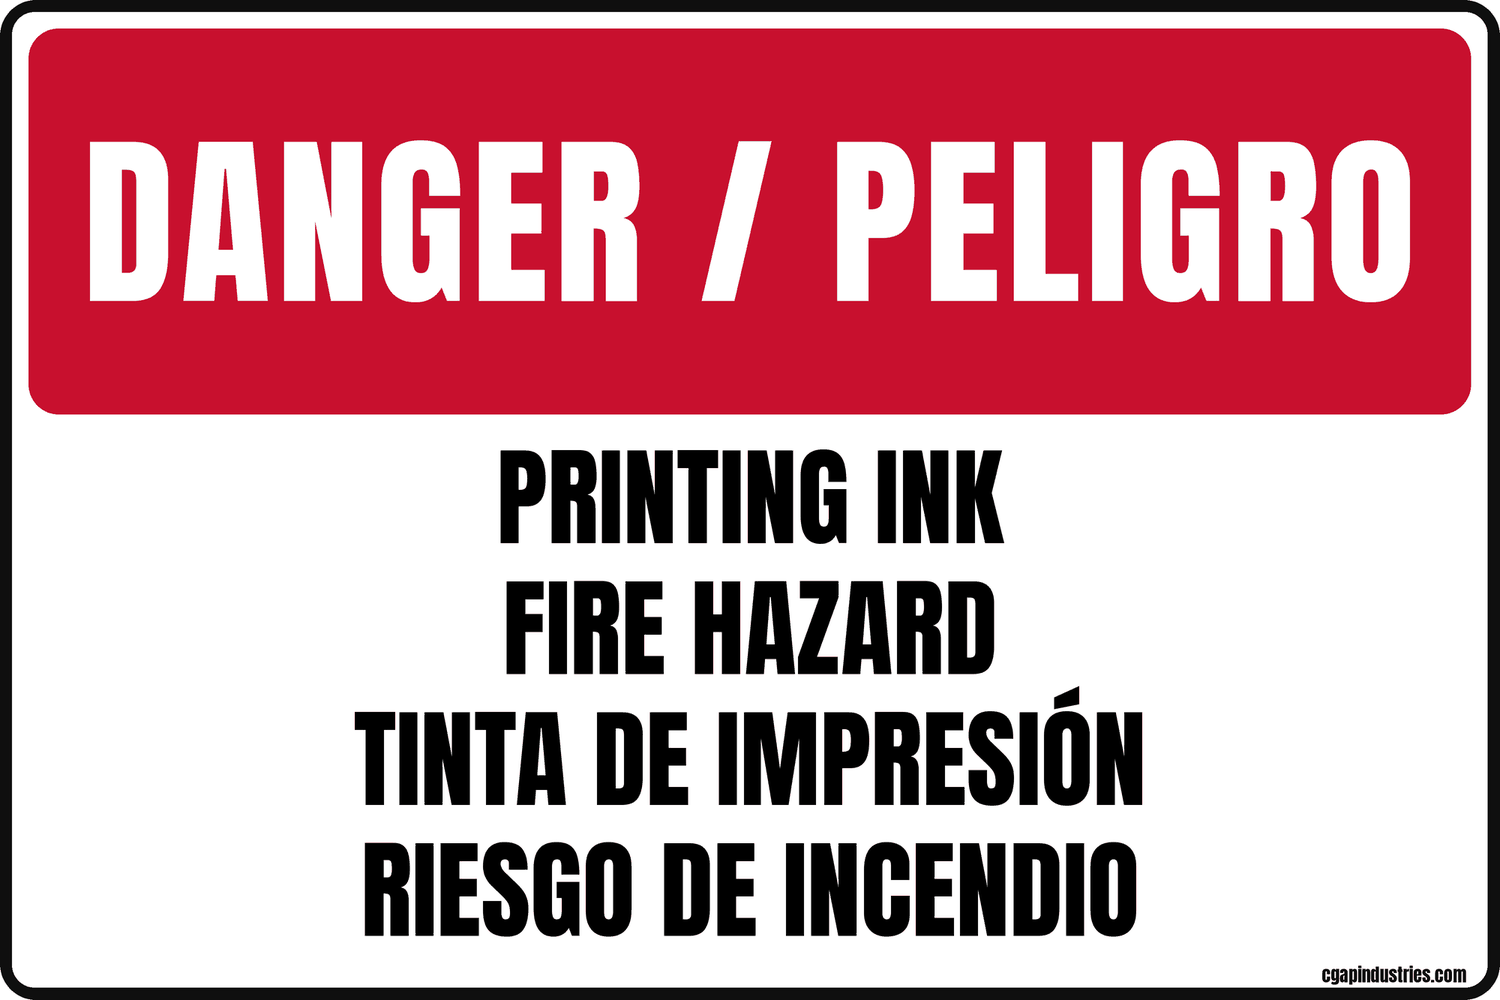 DANGER / PELIGRO
PRINTING INK
FIRE HAZARD
TINTA DE IMPRESIÓN
RIESGO DE INCENDIO
cgapindustries.com